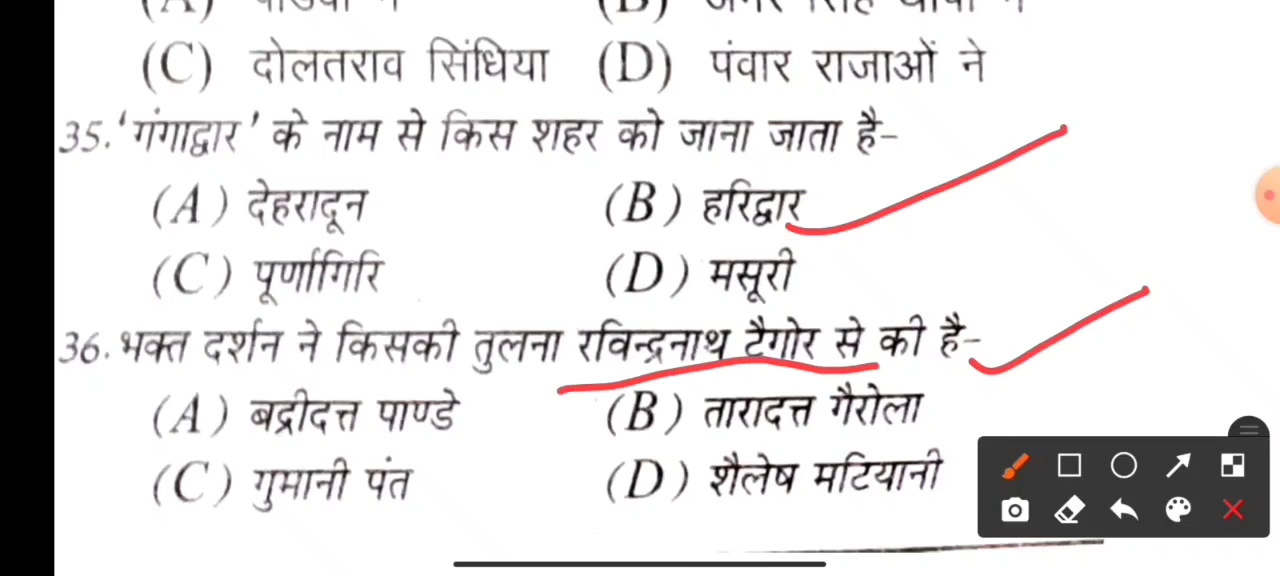 (C) दोलतराव सिंधिया (D) पंवार राजाओं ने
35. 'गंगाद्वार' के नाम से किस शहर को जाना जाता है-
(A) देहरादून (B) हरिद्वार
(C) पूर्णागिरि (D) मसूरी
36. भक्त दर्शन ने किसकी तुलना रविन्द्रनाथ टैगोर से की है-
(A) बद्रीदत्त पाण्डे (B) तारादत्त गैरोला
(C) गुमानी पंत (D) शैलेष मटियानी